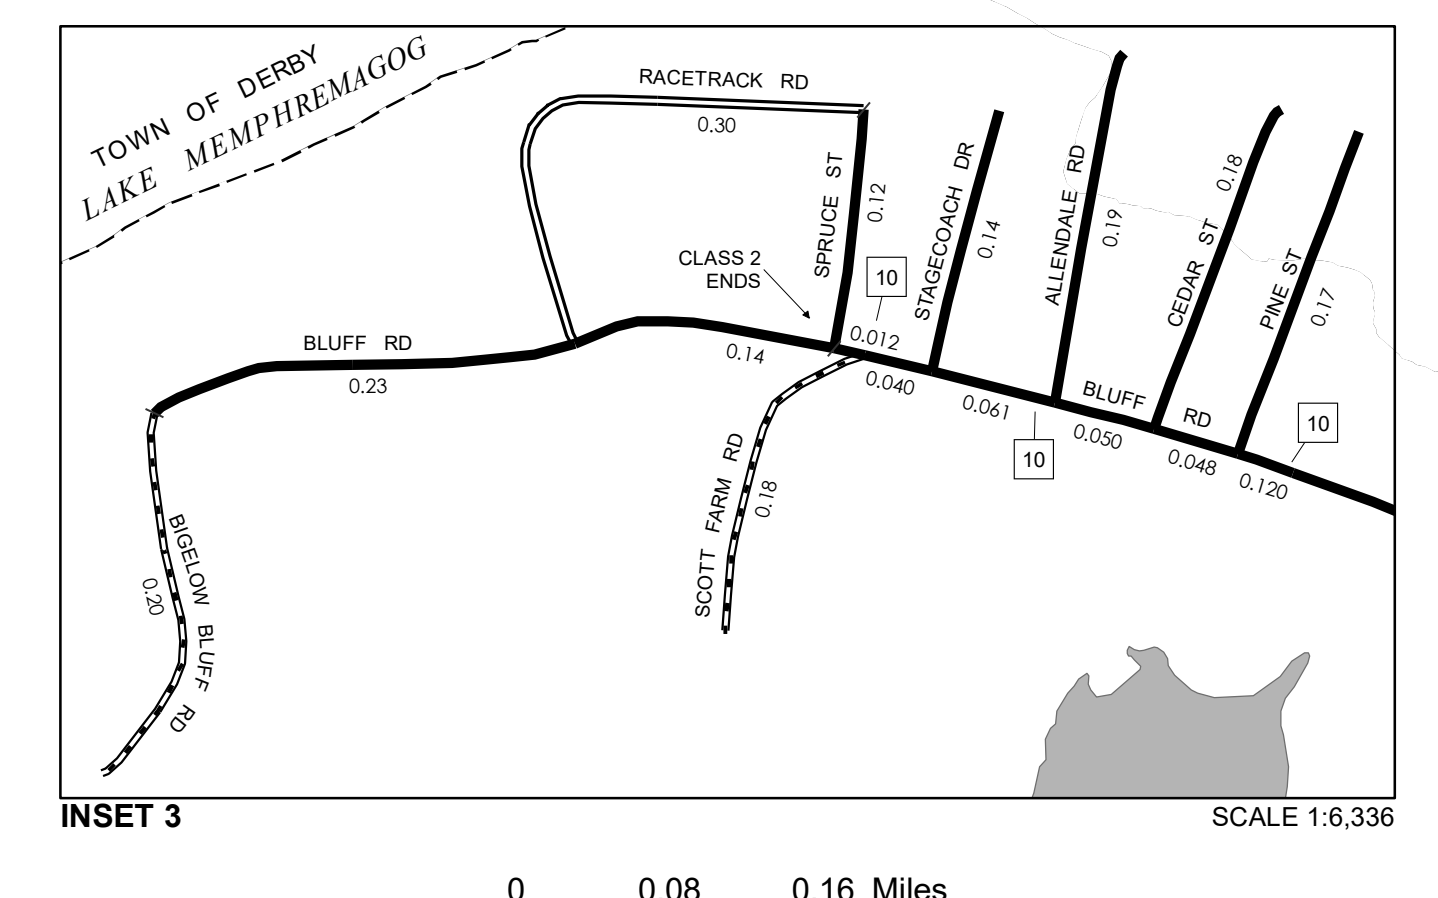 TOWN OF DERBY
LAKE MEMPHREMAGOG
RACETRACK RD
0.30
SPRUCE ST
0.12
STAGECOACH DR
0.14
ALLENDALE RD
0.19
CEDAR ST
0.18
PINE ST
0.17
CLASS 2
ENDS
10
0.012
BLUFF RD
0.23
0.14
0.040
0.061
10
BLUFF RD
0.050
0.048
0.120
10
SCOTT FARM RD
0.18
BIGELOW BLUFF RD
0.20
INSET 3
SCALE 1:6,336
0 0.08 0.16 Miles